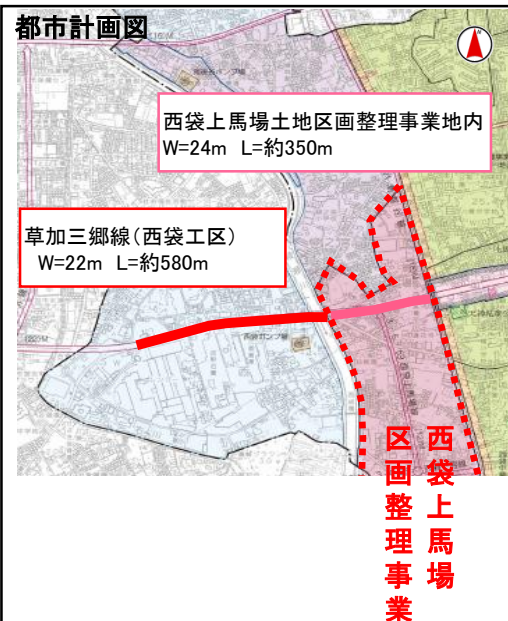 都市計画図
西袋上馬場土地区画整理事業地内
W=24m L=約350m
草加三郷線(西袋工区)
W=22m L=約580m
西袋上馬場
区画整理事業